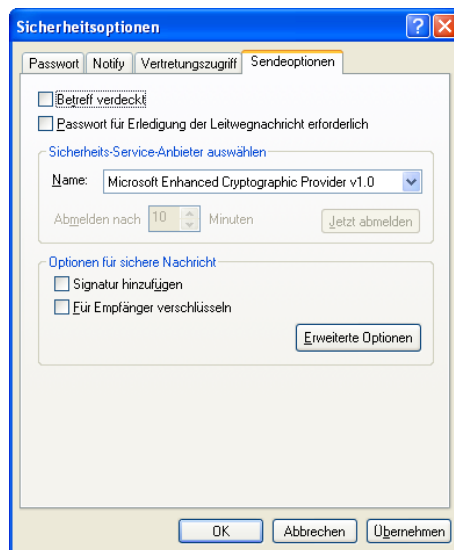 Sicherheitsoptionen
Passwort Notify Vertretungszugriff Sendeoptionen
Betreff verdeckt
Passwort für Erledigung der Leitwegnachricht erforderlich
Sicherheits-Service-Anbieter auswählen
Name: Microsoft Enhanced Cryptographic Provider v1.0
Abmelden nach 10 Minuten Jetzt abmelden
Optionen für sichere Nachricht
Signatur hinzufügen
Für Empfänger verschlüsseln
Erweiterte Optionen
OK Abbrechen Übernehmen